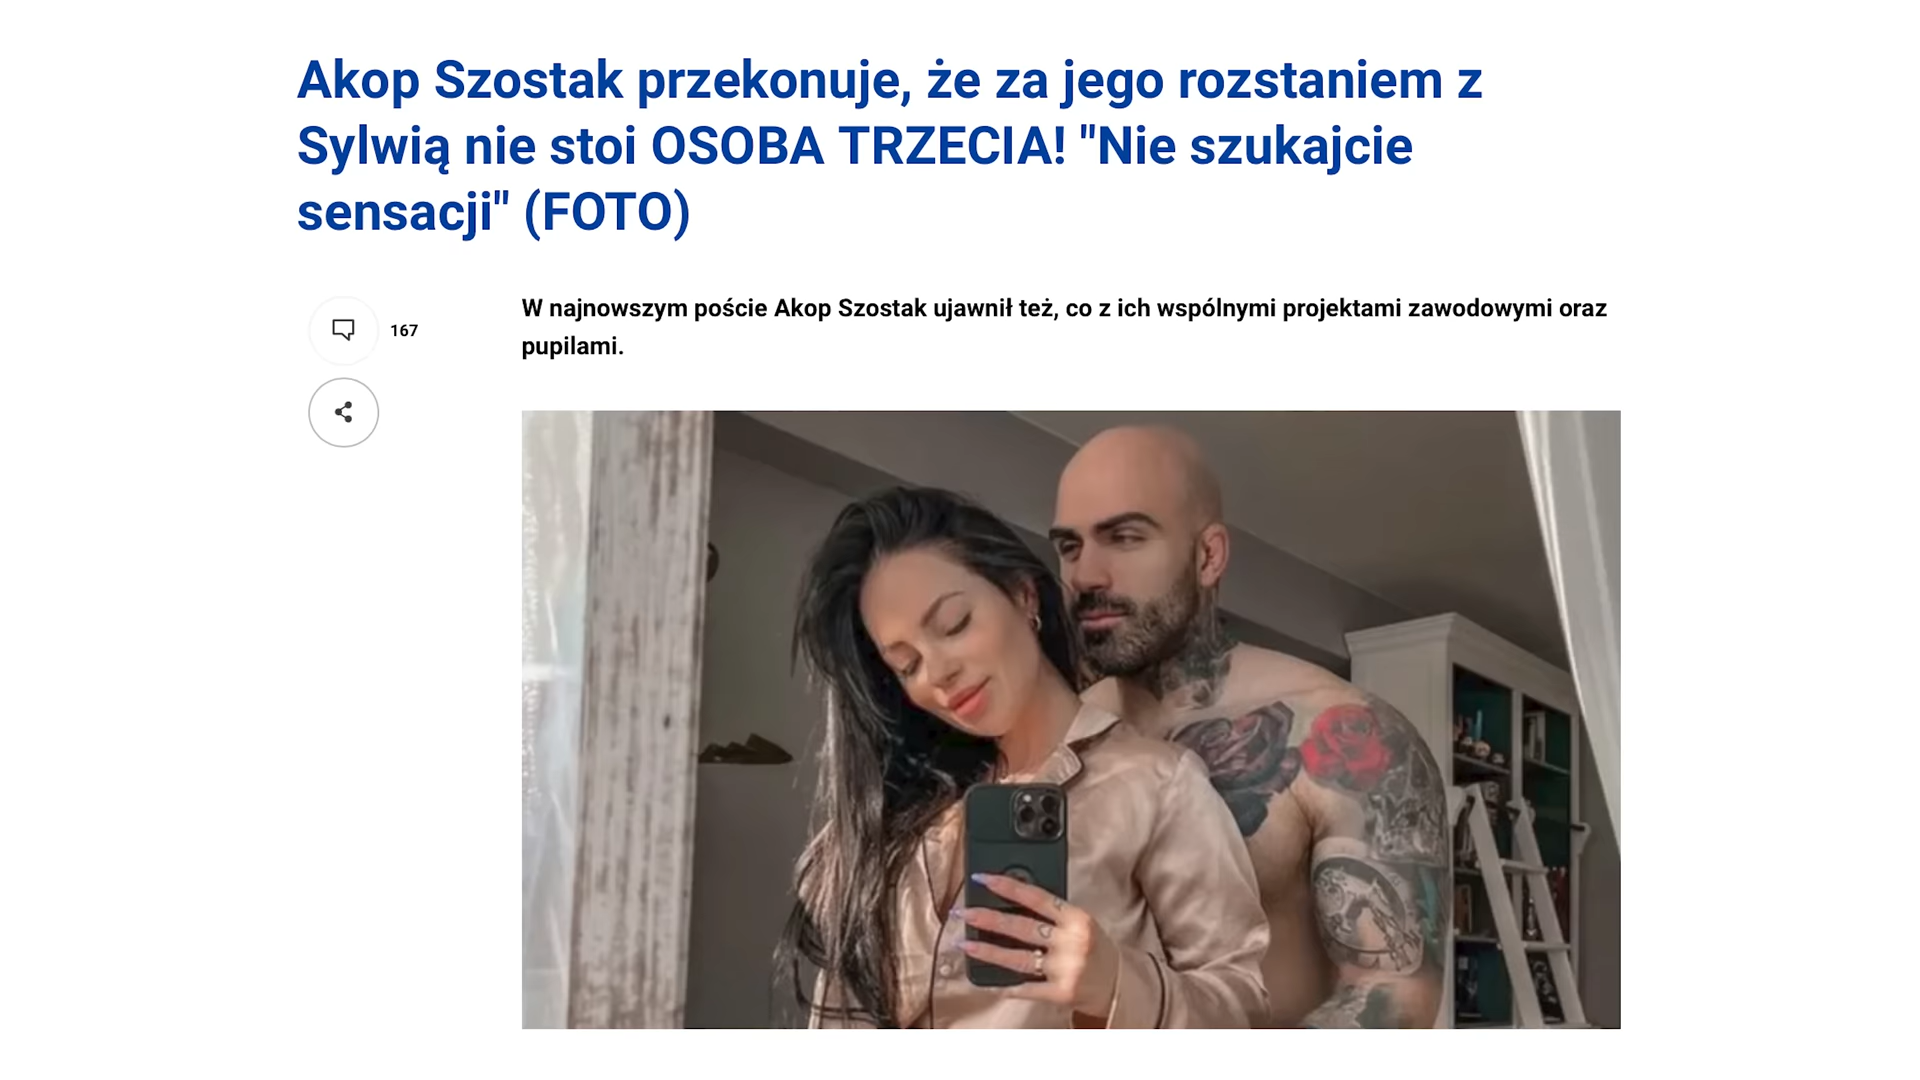 Akop Szostak przekonuje, że za jego rozstaniem z
Sylwią nie stoi OSOBA TRZECIA! "Nie szukajcie
sensacji" (FOTO)
167
W najnowszym poście Akop Szostak ujawnił też, co z ich wspólnymi projektami zawodowymi oraz
pupilami.